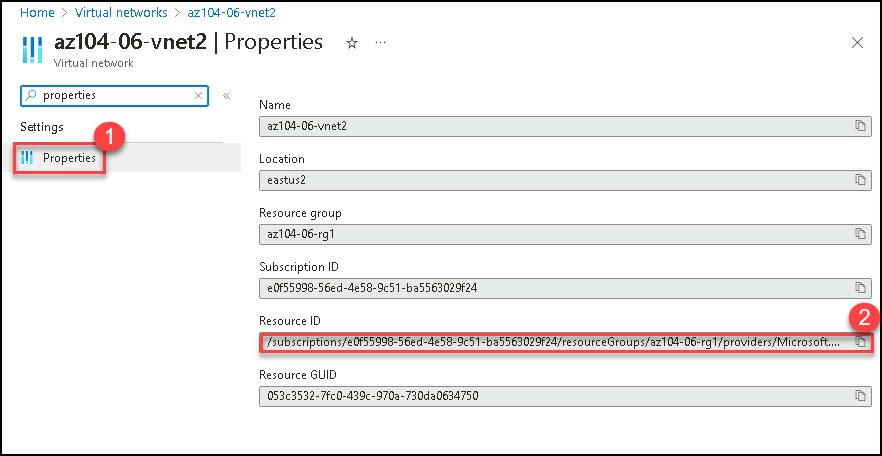 Home > Virtual networks > az104-06-vnet2
az104-06-vnet2 | Properties
Virtual network
properties
Settings
1
Properties
Name
az104-06-vnet2
Location
eastus2
Resource group
az104-06-rg1
Subscription ID
e0f55998-56ed-4e58-9c51-ba5563029f24
Resource ID
2
/subscriptions/e0f55998-56ed-4e58-9c51-ba5563029f24/resourceGroups/az104-06-rg1/providers/Microsoft....
Resource GUID
053c3532-7fc0-439c-970a-730da0634750